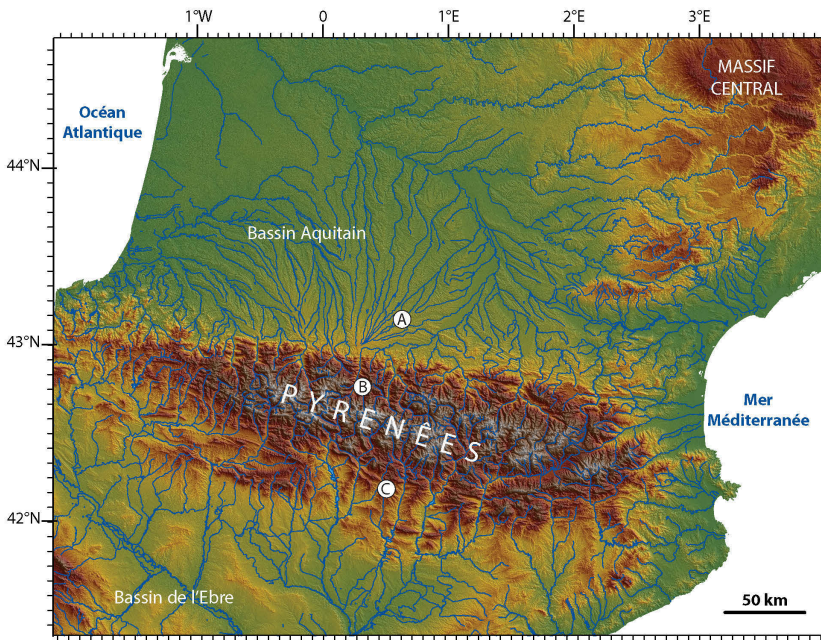 1°W 0 1°E 2°E 3°E
MASSIF
CENTRAL
Océan
Atlantique
44°N
Bassin Aquitain
A
43°N
B
PYRENÊES
Mer
Méditerranée
C
42°N
Bassin de l'Ebre
50 km